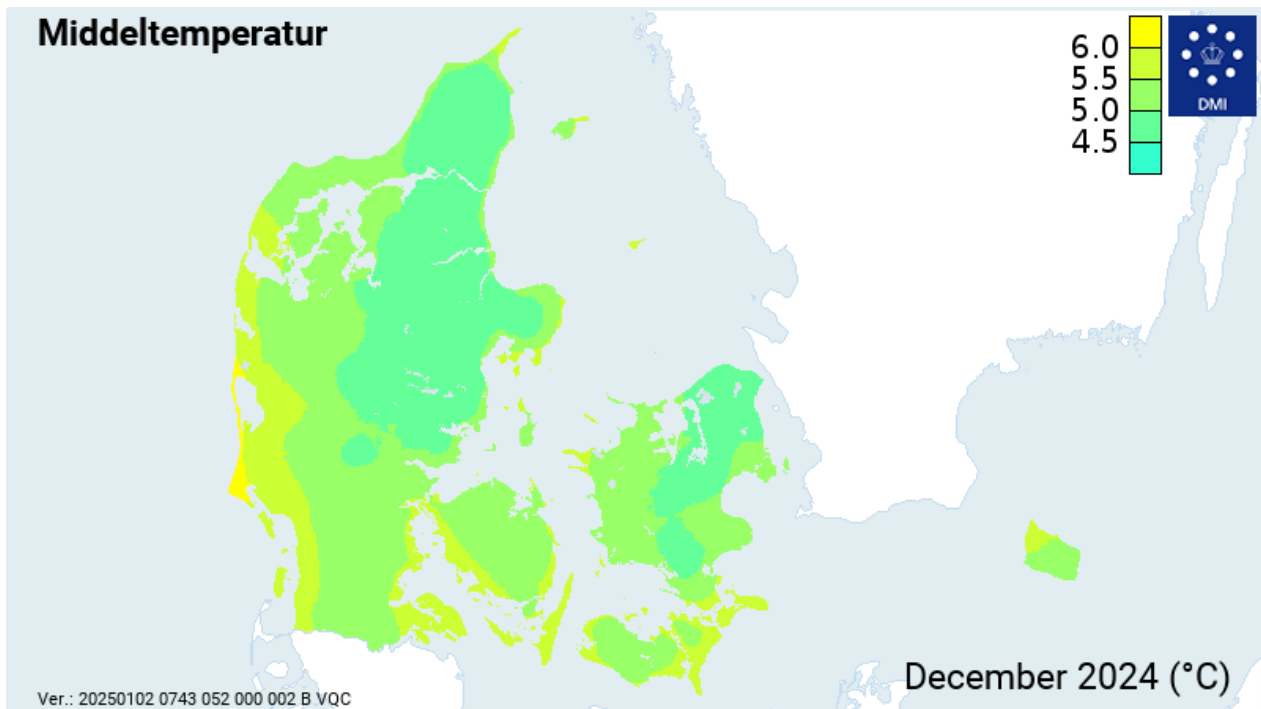 Middeltemperatur
6.0
5.5
5.0
4.5
DMI
December 2024 (°C)
Ver.: 20250102 0743 052 000 002 B VQC